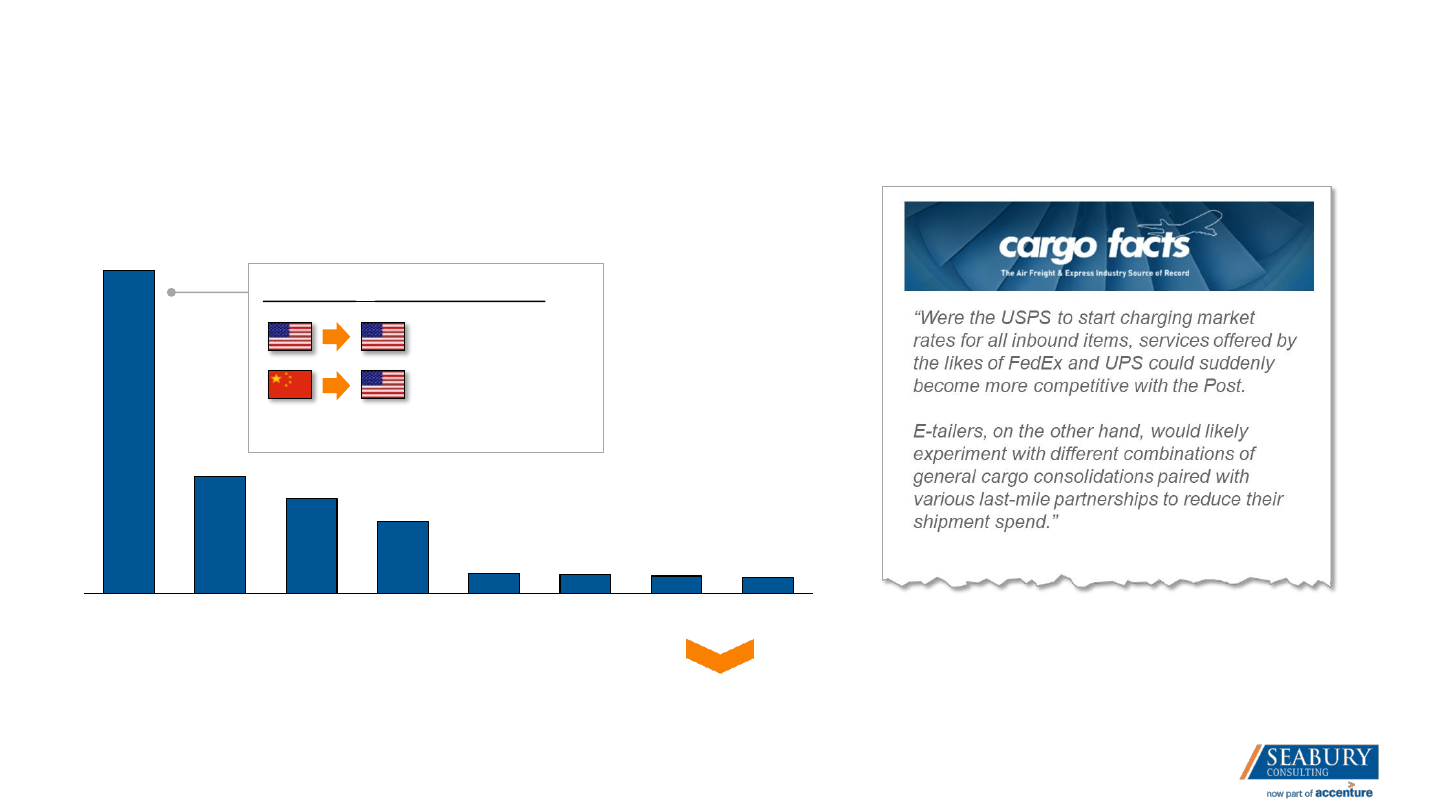 cargo facts
The Air Freight & Express Industry Source of Record
“Were the USPS to start charging market
rates for all inbound items, services offered by
the likes of FedEx and UPS could suddenly
become more competitive with the Post.
E-tailers, on the other hand, would likely
experiment with different combinations of
general cargo consolidations paired with
various last-mile partnerships to reduce their
shipment spend.”
SEABURY
CONSULTING
now part of accenture